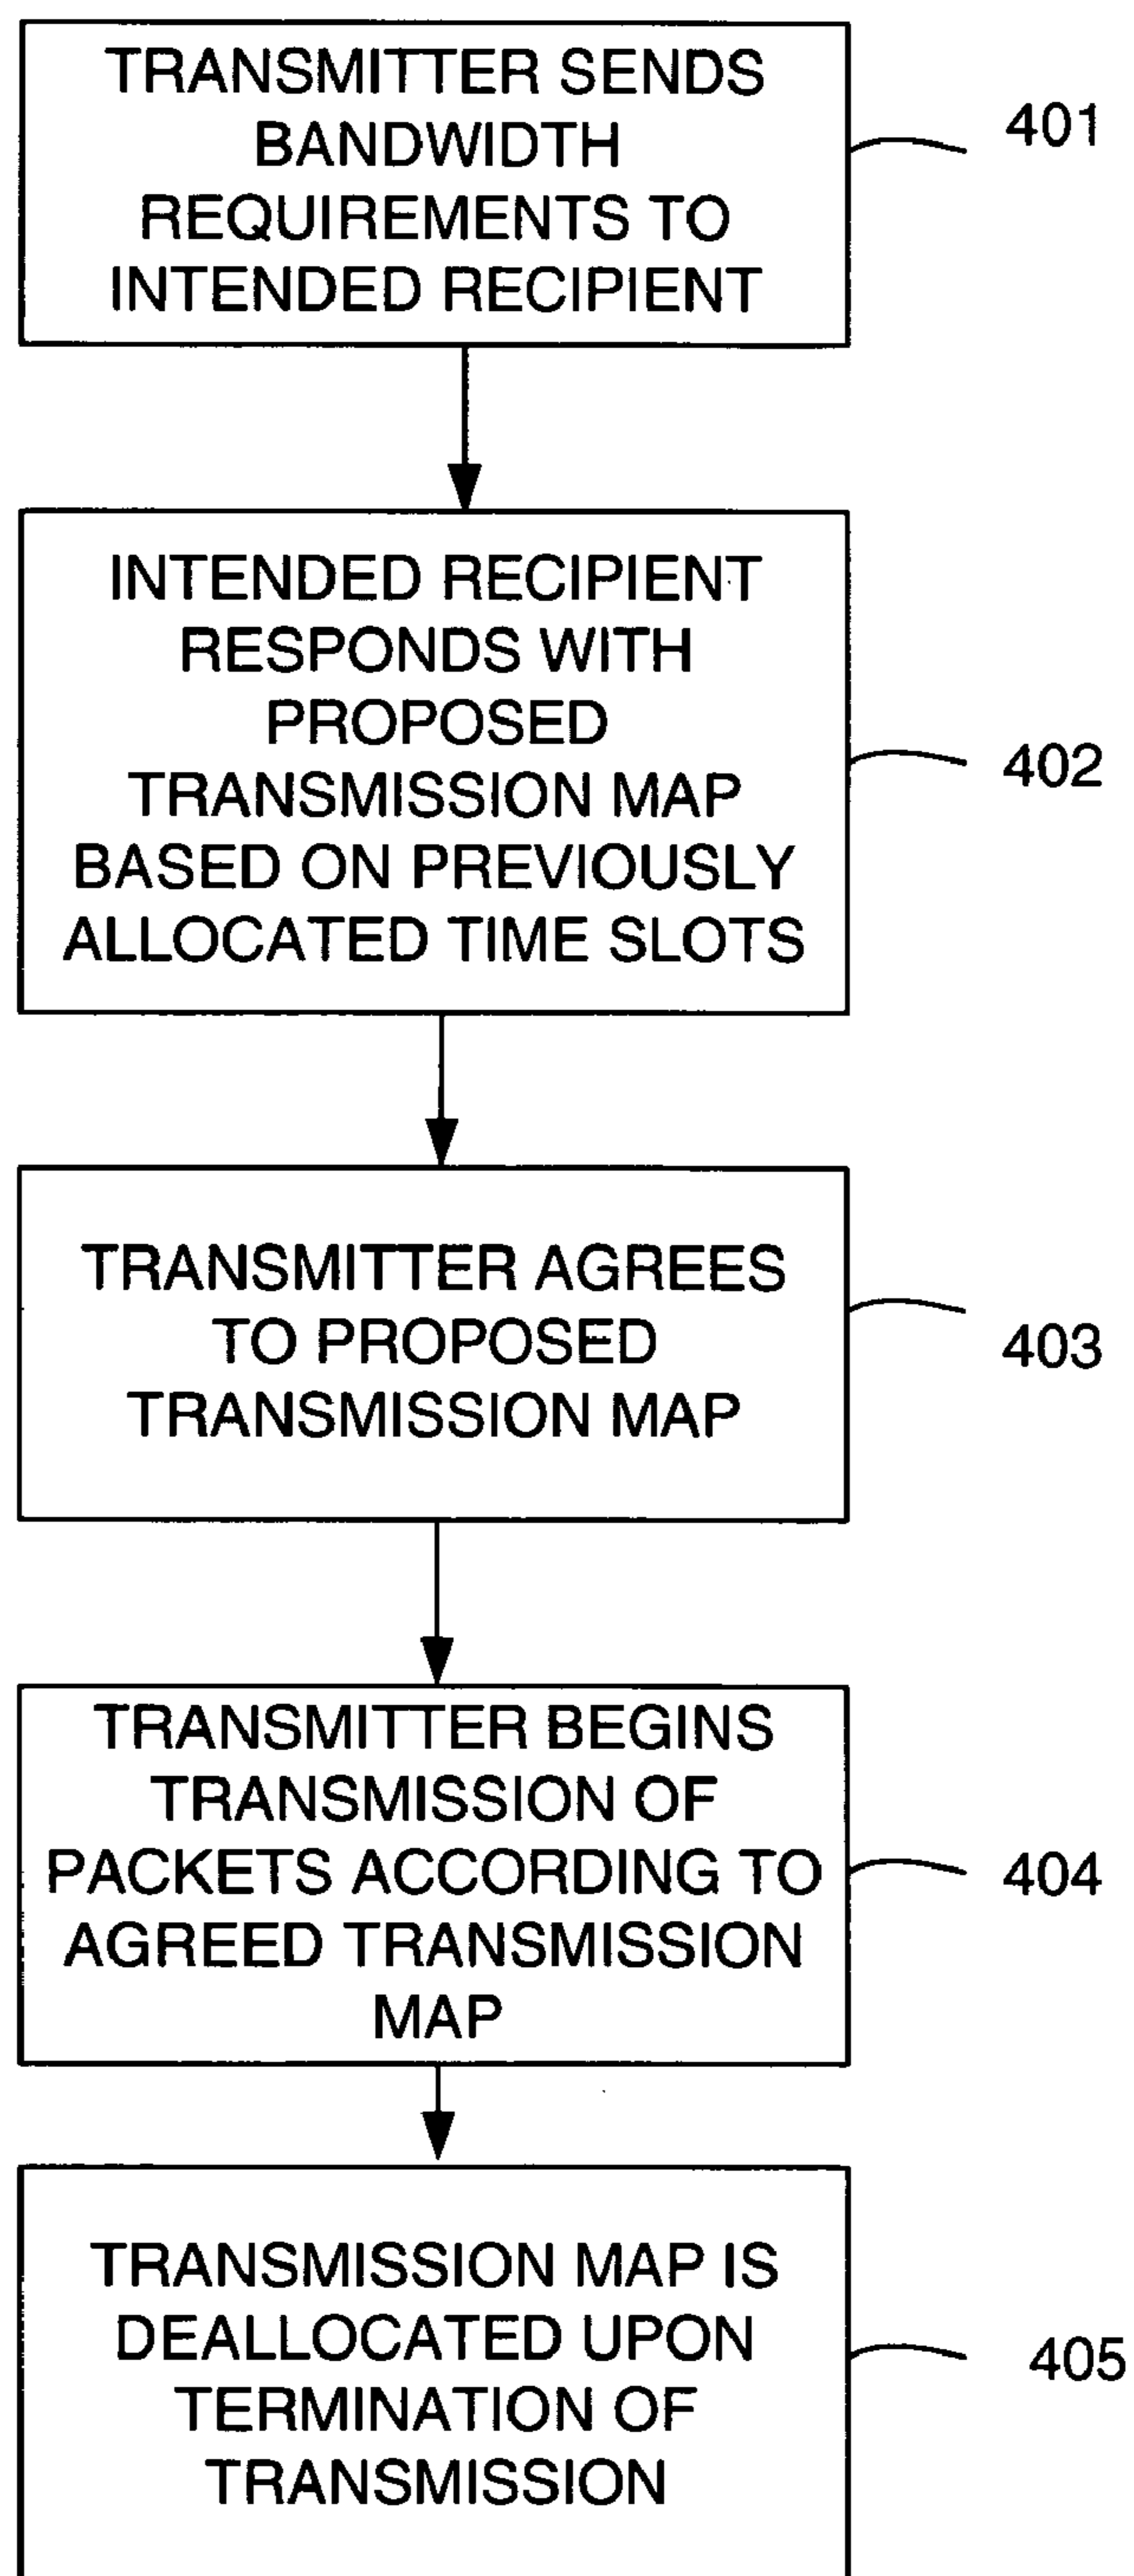 TRANSMITTER SENDS
BANDWIDTH
REQUIREMENTS TO
INTENDED RECIPIENT
401
INTENDED RECIPIENT
RESPONDS WITH
PROPOSED
TRANSMISSION MAP
BASED ON PREVIOUSLY
ALLOCATED TIME SLOTS
402
TRANSMITTER AGREES
TO PROPOSED
TRANSMISSION MAP
403
TRANSMITTER BEGINS
TRANSMISSION OF
PACKETS ACCORDING TO
AGREED TRANSMISSION
MAP
404
TRANSMISSION MAP IS
DEALLOCATED UPON
TERMINATION OF
TRANSMISSION
405